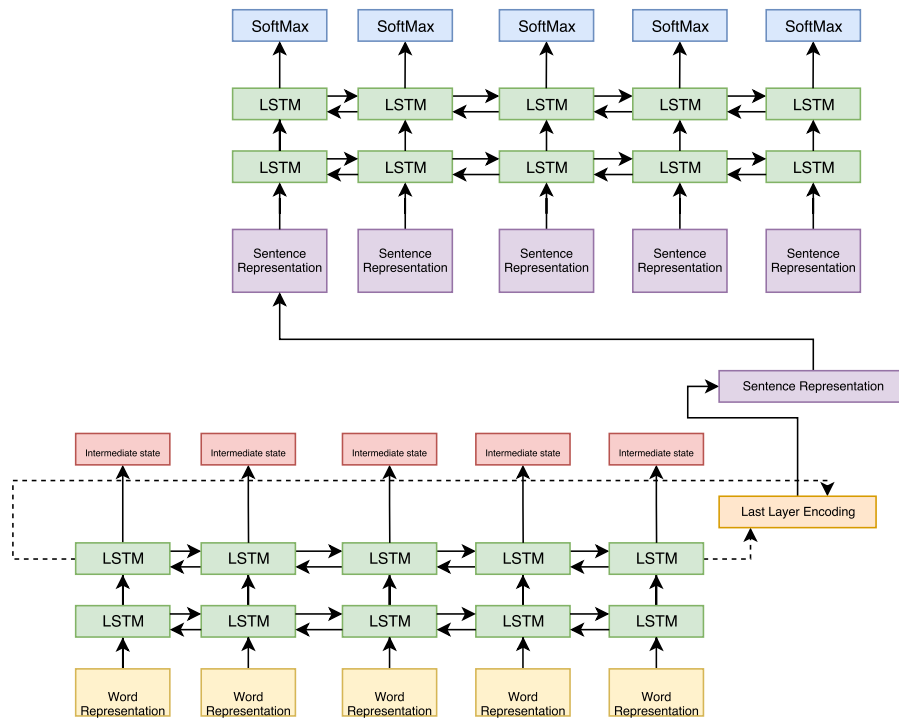 SoftMax
SoftMax
SoftMax
SoftMax
SoftMax
LSTM
LSTM
LSTM
LSTM
LSTM
LSTM
LSTM
LSTM
LSTM
LSTM
Sentence
Representation
Sentence
Representation
Sentence
Representation
Sentence
Representation
Sentence
Representation
Sentence Representation
Intermediate state
Intermediate state
Intermediate state
Intermediate state
Intermediate state
Last Layer Encoding
LSTM
LSTM
LSTM
LSTM
LSTM
LSTM
LSTM
LSTM
LSTM
LSTM
Word
Representation
Word
Representation
Word
Representation
Word
Representation
Word
Representation